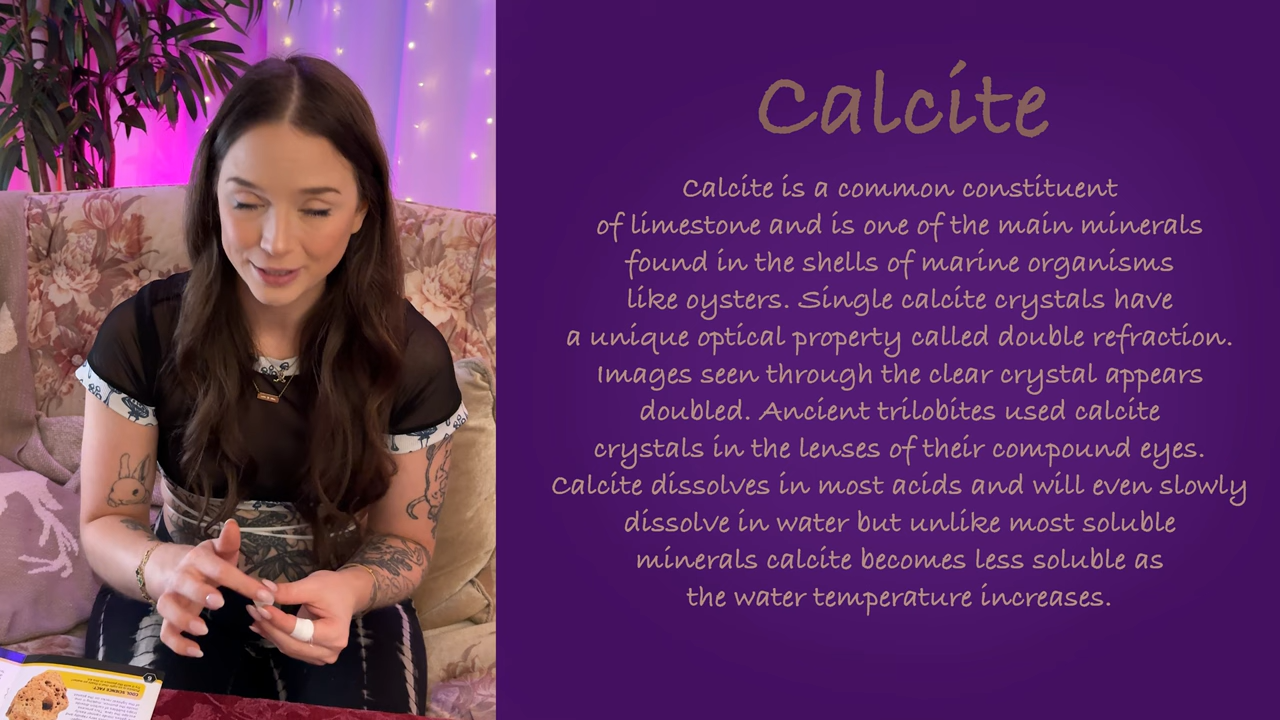 Calcite
Calcite is a common constituent
of limestone and is one of the main minerals
found in the shells of marine organisms
like oysters. Single calcite crystals have
a unique optical property called double refraction.
Images seen through the clear crystal appears
doubled. Ancient trilobites used calcite
crystals in the lenses of their compound eyes.
Calcite dissolves in most acids and will even slowly
dissolve in water but unlike most soluble
minerals calcite becomes less soluble as
the water temperature increases.
COOL SCIENCE FACT: